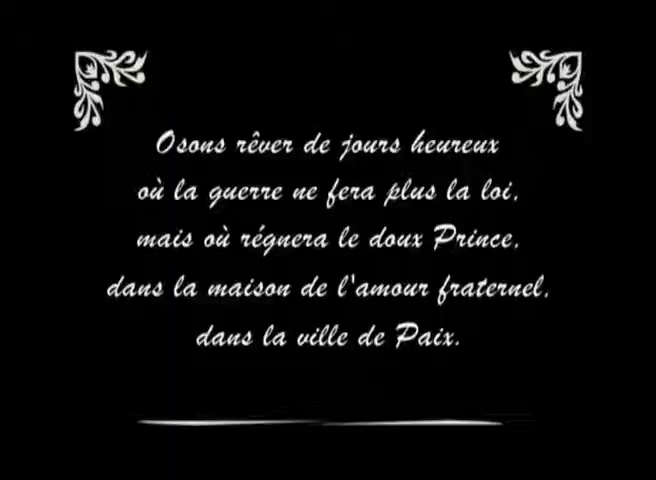 Osons rêver de jours heureux
où la guerre ne fera plus la loi,
mais où régnera le doux Prince,
dans la maison de l'amour fraternel,
dans la ville de Paix.